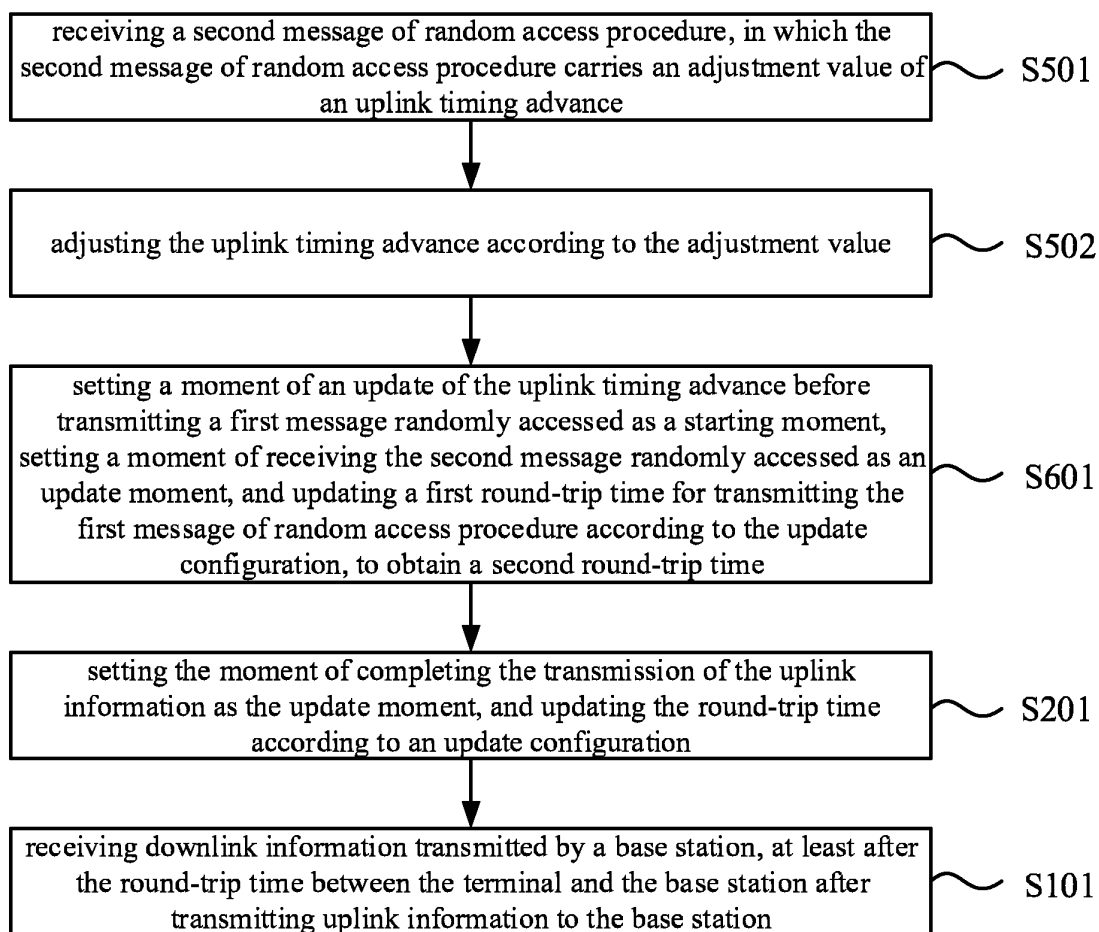 receiving a second message of random access procedure, in which the
second message of random access procedure carries an adjustment value of
an uplink timing advance
S501
adjusting the uplink timing advance according to the adjustment value
S502
setting a moment of an update of the uplink timing advance before
transmitting a first message randomly accessed as a starting moment,
setting a moment of receiving the second message randomly accessed as an
update moment, and updating a first round-trip time for transmitting the
first message of random access procedure according to the update
configuration, to obtain a second round-trip time
S601
setting the moment of completing the transmission of the uplink
information as the update moment, and updating the round-trip time
according to an update configuration
S201
receiving downlink information transmitted by a base station, at least after
the round-trip time between the terminal and the base station after
transmitting uplink information to the base station
S101